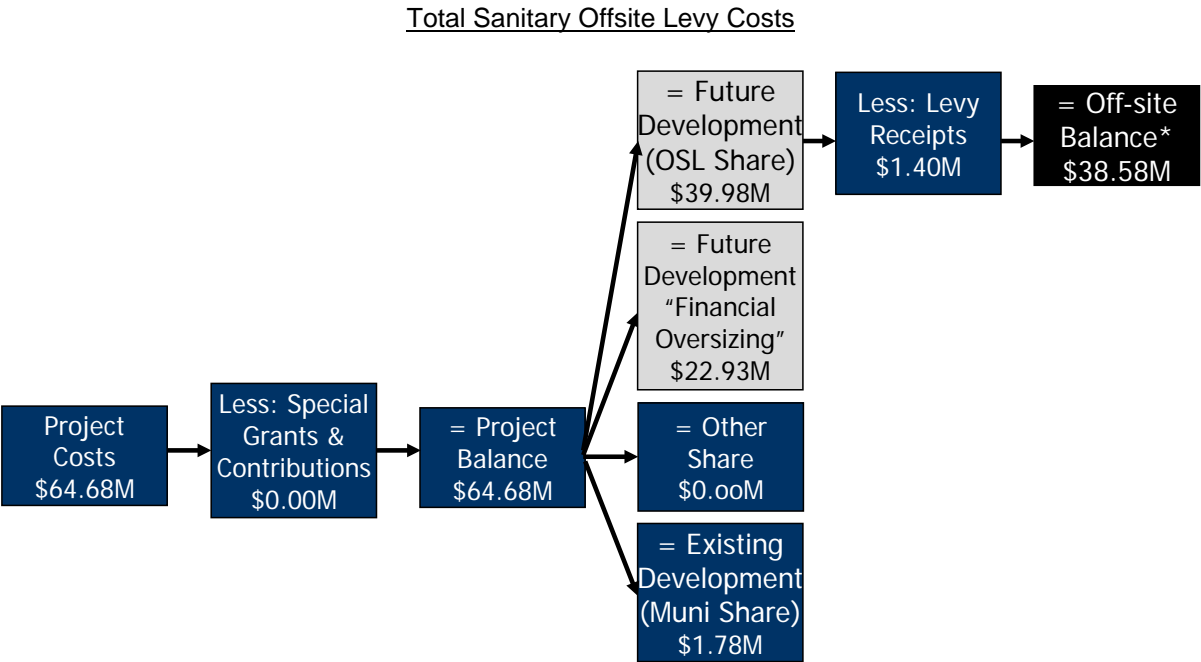 Total Sanitary Offsite Levy Costs
Project
Costs
$64.68M
Less: Special
Grants &
Contributions
$0.00M
= Project
Balance
$64.68M
= Future
Development
(OSL Share)
$39.98M
Less: Levy
Receipts
$1.40M
= Off-site
Balance*
$38.58M
= Future
Development
“Financial
Oversizing”
$22.93M
= Other
Share
$0.ooM
= Existing
Development
(Muni Share)
$1.78M